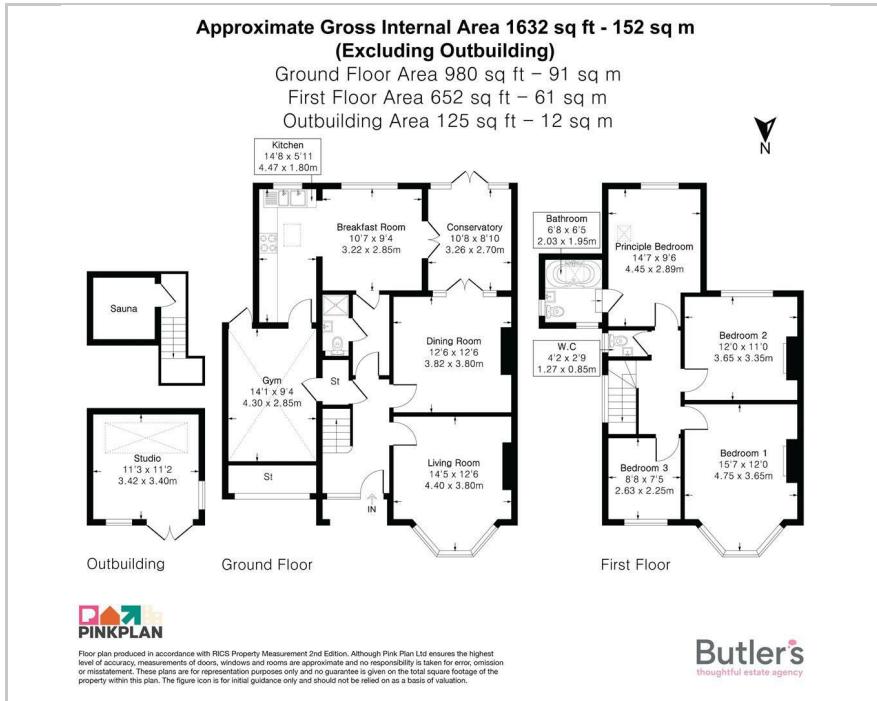 Approximate Gross Internal Area 1632 sq ft - 152 sq m
(Excluding Outbuilding)
Ground Floor Area 980 sq ft – 91 sq m
First Floor Area 652 sq ft – 61 sq m
Outbuilding Area 125 sq ft – 12 sq m
N
Kitchen
14'8 x 5'11
4.47 x 1.80m
Breakfast Room
10'7 x 9'4
3.22 x 2.85m
Conservatory
10'8 x 8'10
3.26 x 2.70m
Bathroom
6'8 x 6'5
2.03 x 1.95m
Principle Bedroom
14'7 x 9'6
4.45 x 2.89m
Sauna
Dining Room
12'6 x 12'6
3.82 x 3.80m
W.C
4'2 x 2'9
1.27 x 0.85m
Bedroom 2
12'0 x 11'0
3.65 x 3.35m
Gym
14'1 x 9'4
4.30 x 2.85m
St
Studio
11'3 x 11'2
3.42 x 3.40m
St
Living Room
14'5 x 12'6
4.40 x 3.80m
Bedroom 3
8'8 x 7'5
2.63 x 2.25m
Bedroom 1
15'7 x 12'0
4.75 x 3.65m
IN
Outbuilding
Ground Floor
First Floor
PINKPLAN
Floor plan produced in accordance with RICS Property Measurement 2nd Edition. Although Pink Plan Ltd ensures the highest
level of accuracy, measurements of doors, windows and rooms are approximate and no responsibility is taken for error, omission
or misstatement. These plans are for representation purposes only and no guarantee is given on the total square footage of the
property within this plan. The figure icon is for initial guidance only and should not be relied on as a basis of valuation.
Butler's
thoughtful estate agency